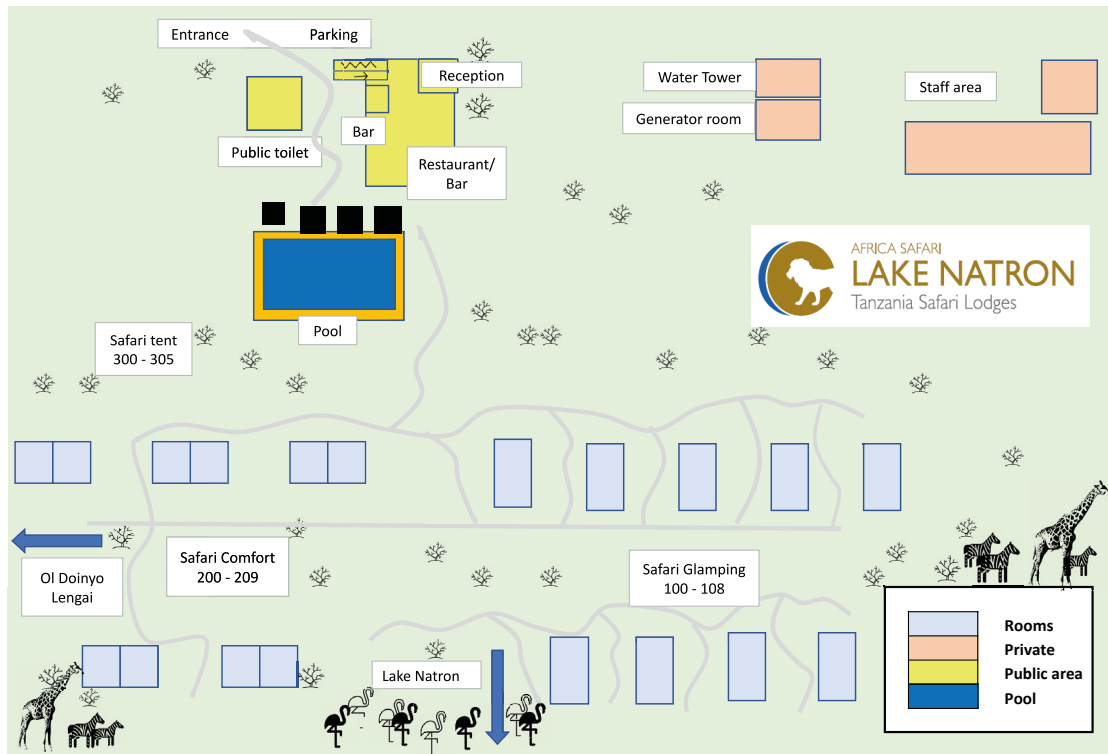 Entrance
Parking
Reception
Water Tower
Staff area
Generator room
Bar
Public toilet
Restaurant/
Bar
AFRICA SAFARI
LAKE NATRON
Tanzania Safari Lodges
Pool
Safari tent
300 - 305
Safari Comfort
200 - 209
Safari Glamping
100 - 108
Ol Doinyo
Lengai
Lake Natron
Rooms
Private
Public area
Pool